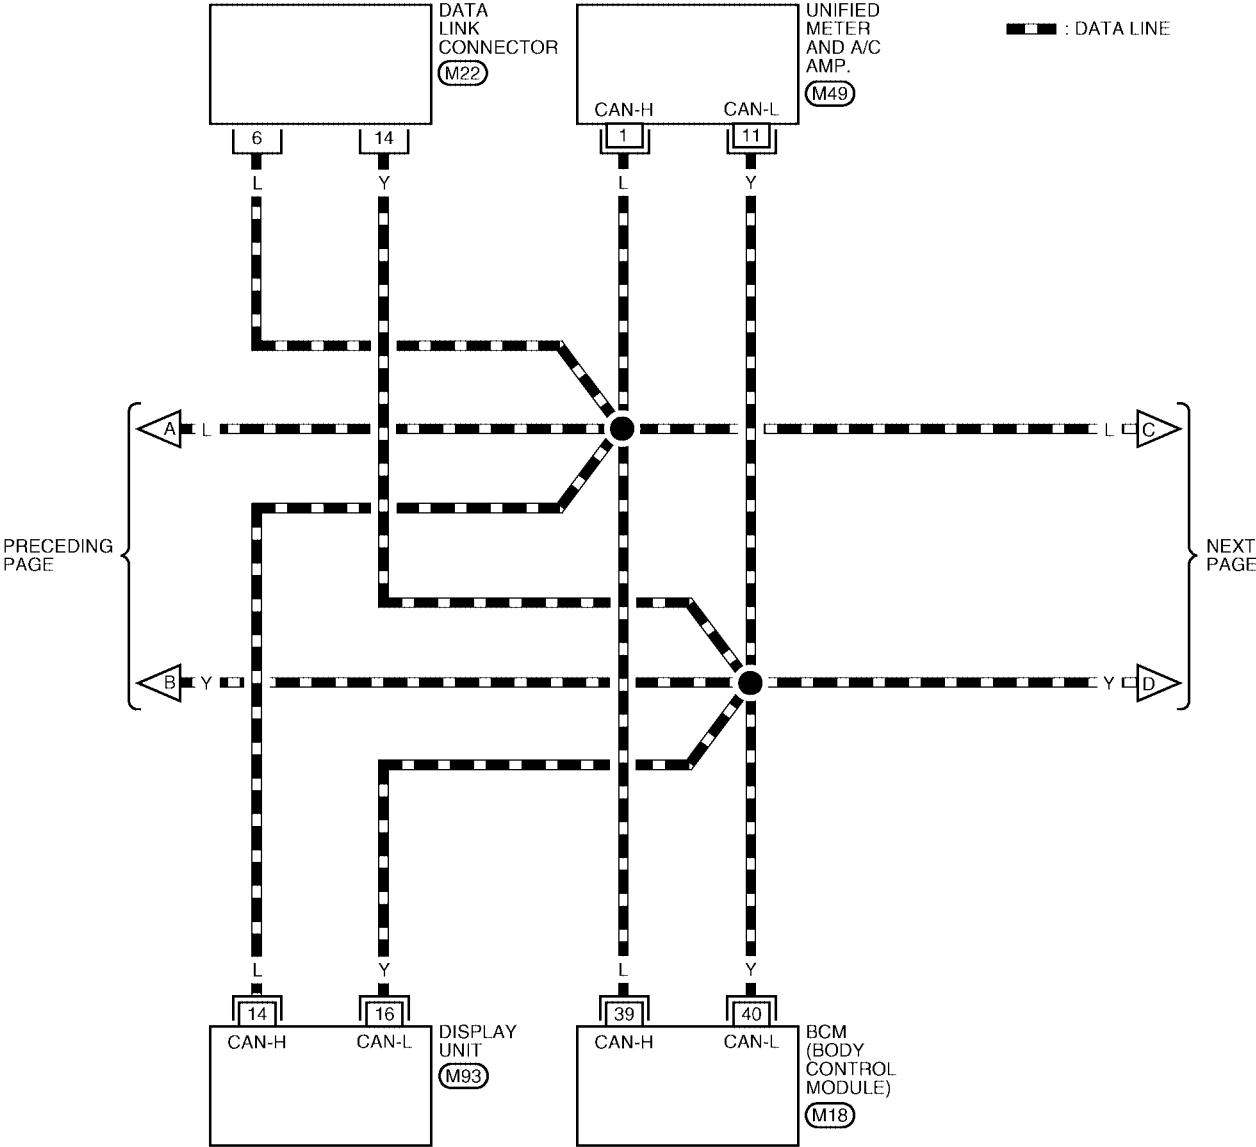 DATA
LINK
CONNECTOR
M22
UNIFIED
METER
AND A/C
AMP.
M49
: DATA LINE
CAN-H
CAN-L
6
14
1
11
L
Y
L
Y
A
L
L
C
PRECEDING
PAGE
NEXT
PAGE
B
Y
Y
D
L
Y
L
Y
14
16
39
40
CAN-H
CAN-L
DISPLAY
UNIT
M93
CAN-H
CAN-L
BCM
(BODY
CONTROL
MODULE)
M18